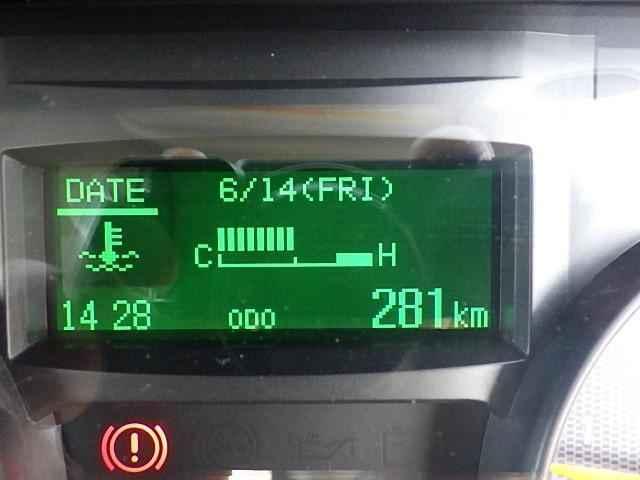 DATE 6/14(FRI)
C H
14 28 ODO 281km